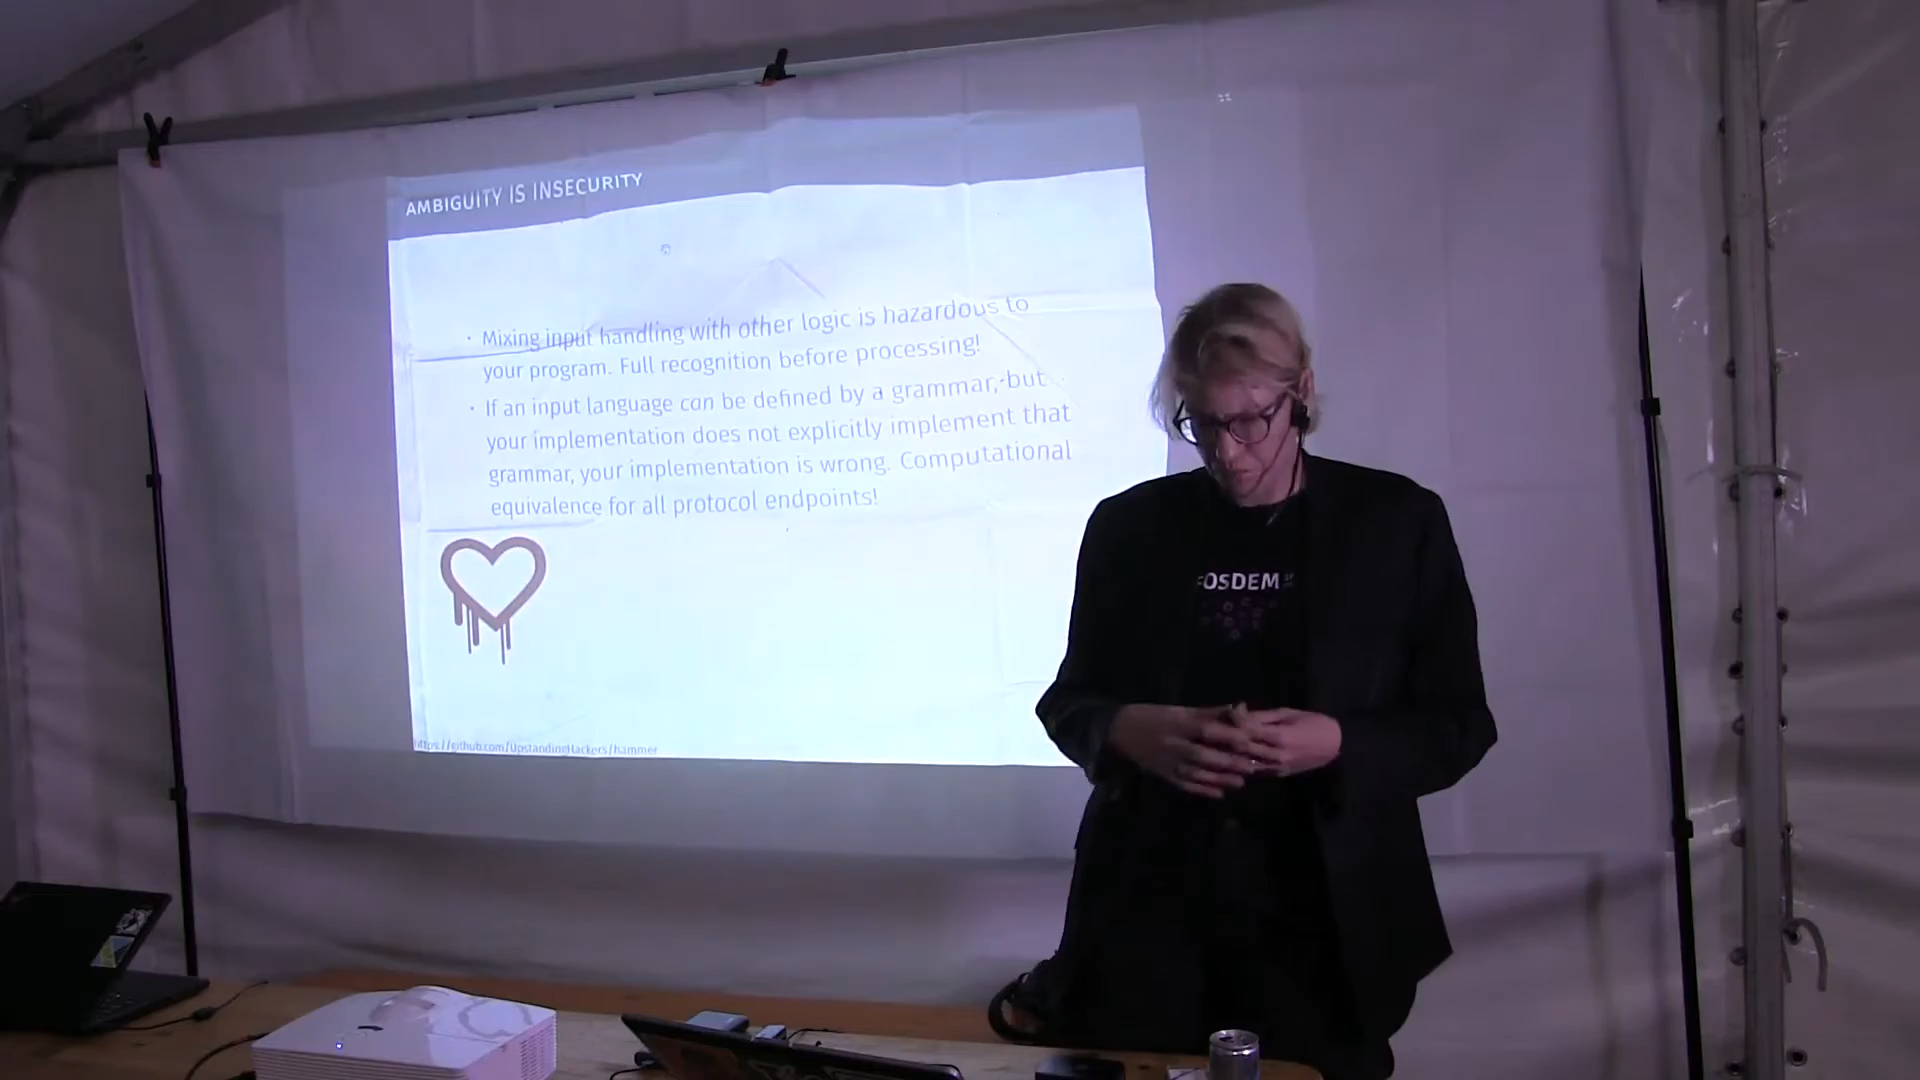 AMBIGUITY IS INSECURITY
· Mixing input handling with other logic is hazardous to
your program. Full recognition before processing!
· If an input language can be defined by a grammar, but
your implementation does not explicitly implement that
grammar, your implementation is wrong. Computational
equivalence for all protocol endpoints!
https://github.com/UpstandingHackers/hammer
FOSDEM